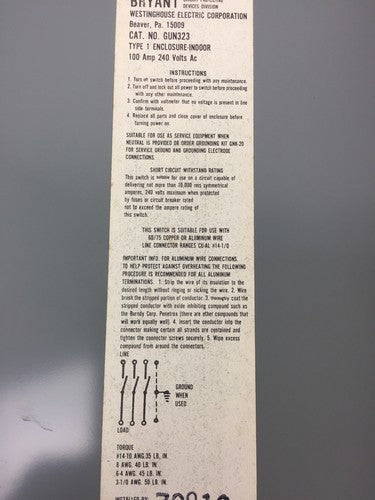 BRYANT
DEVICES DIVISION
WESTINGHOUSE ELECTRIC CORPORATION
Beaver, Pa. 15009
CAT. NO. GUN323
TYPE 1 ENCLOSURE-INDOOR
100 Amp 240 Volts Ac
INSTRUCTIONS
1. Turn off switch before proceeding with any maintenance.
2. Turn off and lock out all power to switch before proceeding
with any other maintenance.
3. Confirm with voltmeter that no voltage is present in line
side terminals.
4. Replace all parts and close cover of enclosure before
turning power on.
SUITABLE FOR USE AS SERVICE EQUIPMENT WHEN
NEUTRAL IS PROVIDED OR ORDER GROUNDING KIT GNK-20
FOR SERVICE GROUND AND GROUNDING ELECTRODE
CONNECTIONS.
SHORT CIRCUIT WITHSTAND RATING
This switch is suitable for use on a circuit capable of
delivering not more than 10,000 rms symmetrical
amperes, 240 volts maximum when protected
by fuses or circuit breaker rated
not to exceed the ampere rating of
this switch.
THIS SWITCH IS SUITABLE FOR USE WITH
60/75 COPPER OR ALUMINUM WIRE
LINE CONNECTOR RANGES CU-AL #14-1/0
IMPORTANT INFO. FOR ALUMINUM WIRE CONNECTIONS.
TO HELP PROTECT AGAINST OVERHEATING THE FOLLOWING
PROCEDURE IS RECOMMENDED FOR ALL ALUMINUM
TERMINATIONS. 1. Strip the wire of its insulation to the
desired length without ringing or nicking the wire. 2. Wire
brush the stripped portion of conductor. 3. Thoroughly coat the
stripped conductor with oxide inhibiting compound such as
the Burndy Corp. Penetrox (there are other compounds that
will work equally well). 4. Insert the conductor into the
connector making certain all strands are contained and
tighten the connector screws securely. 5. Wipe excess
compound from around the connectors.
LINE
GROUND
WHEN
USED
LOAD
TORQUE
#14-10 AWG.35 LB. IN.
8 AWG. 40 LB. IN.
6-4 AWG. 45 LB. IN.
3-1/0 AWG. 50 LB. IN.
INSTALLED BY: